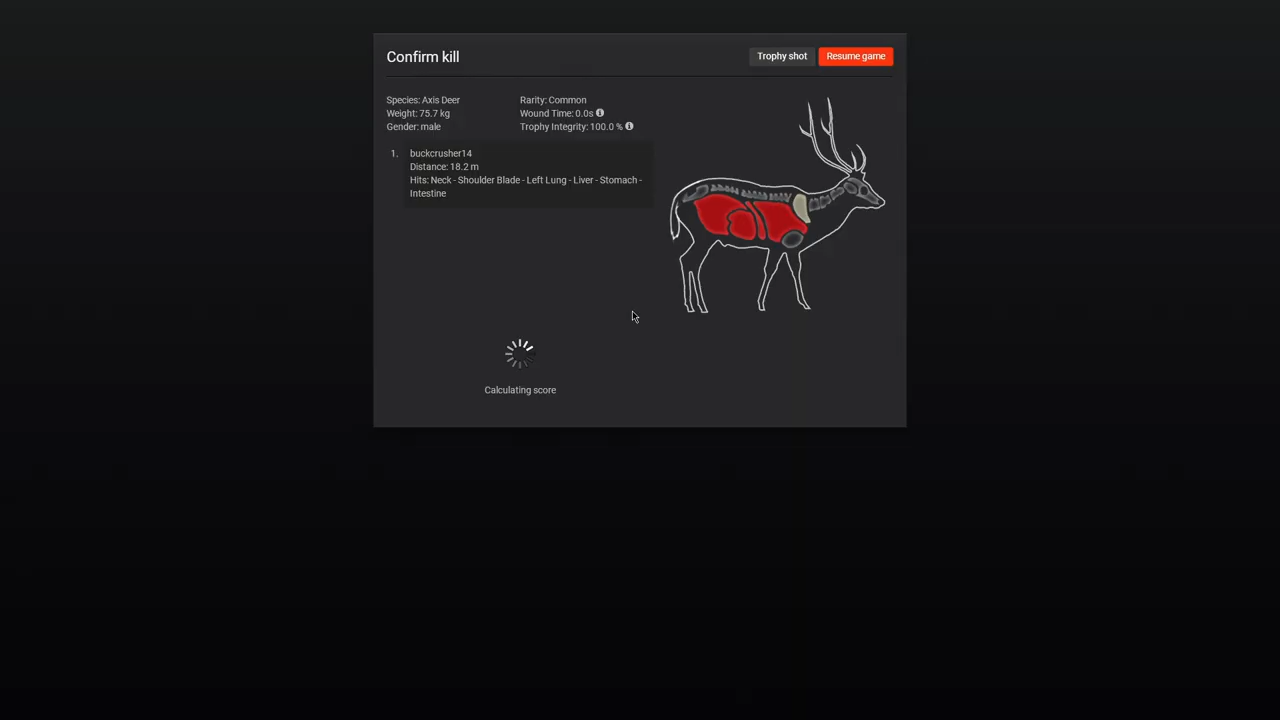 Confirm kill
Trophy shot
Resume game
Species: Axis Deer
Weight: 75.7 kg
Gender: male
Rarity: Common
Wound Time: 0.0s
Trophy Integrity: 100.0 %
1. buckcrusher14
Distance: 18.2 m
Hits: Neck - Shoulder Blade - Left Lung - Liver - Stomach -
Intestine
Calculating score